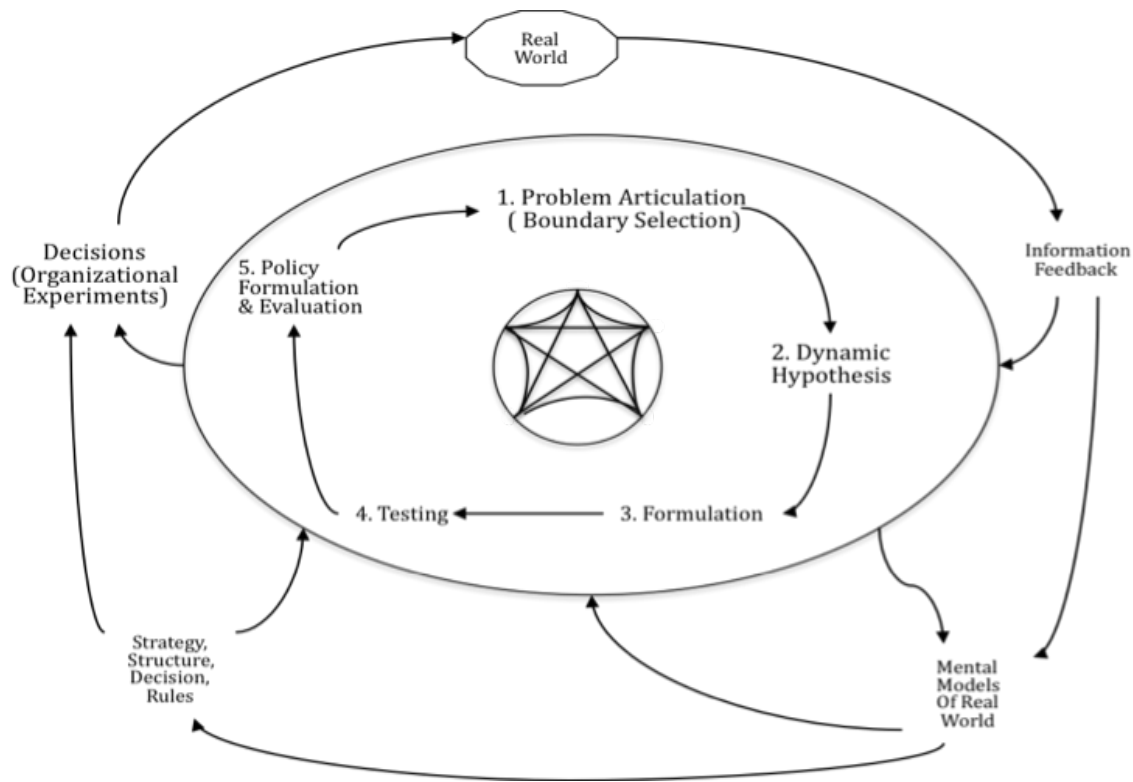 Real
World
1. Problem Articulation
( Boundary Selection)
Decisions
(Organizational
Experiments)
5. Policy
Formulation
& Evaluation
Information
Feedback
2. Dynamic
Hypothesis
4. Testing
3. Formulation
Strategy,
Structure,
Decision,
Rules
Mental
Models
Of Real
World